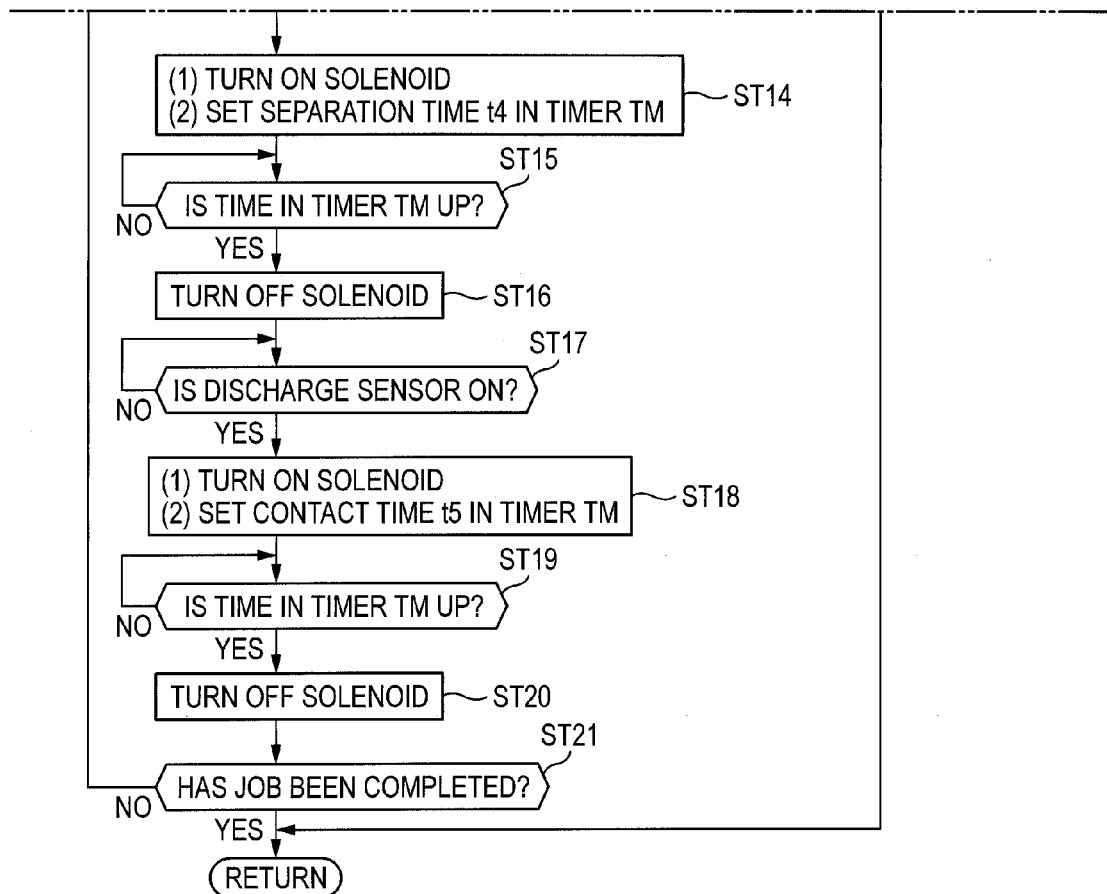 (1) TURN ON SOLENOID
(2) SET SEPARATION TIME t4 IN TIMER TM
ST14
ST15
IS TIME IN TIMER TM UP?
NO
YES
TURN OFF SOLENOID
ST16
ST17
IS DISCHARGE SENSOR ON?
NO
YES
(1) TURN ON SOLENOID
(2) SET CONTACT TIME t5 IN TIMER TM
ST18
ST19
IS TIME IN TIMER TM UP?
NO
YES
TURN OFF SOLENOID
ST20
ST21
HAS JOB BEEN COMPLETED?
NO
YES
RETURN